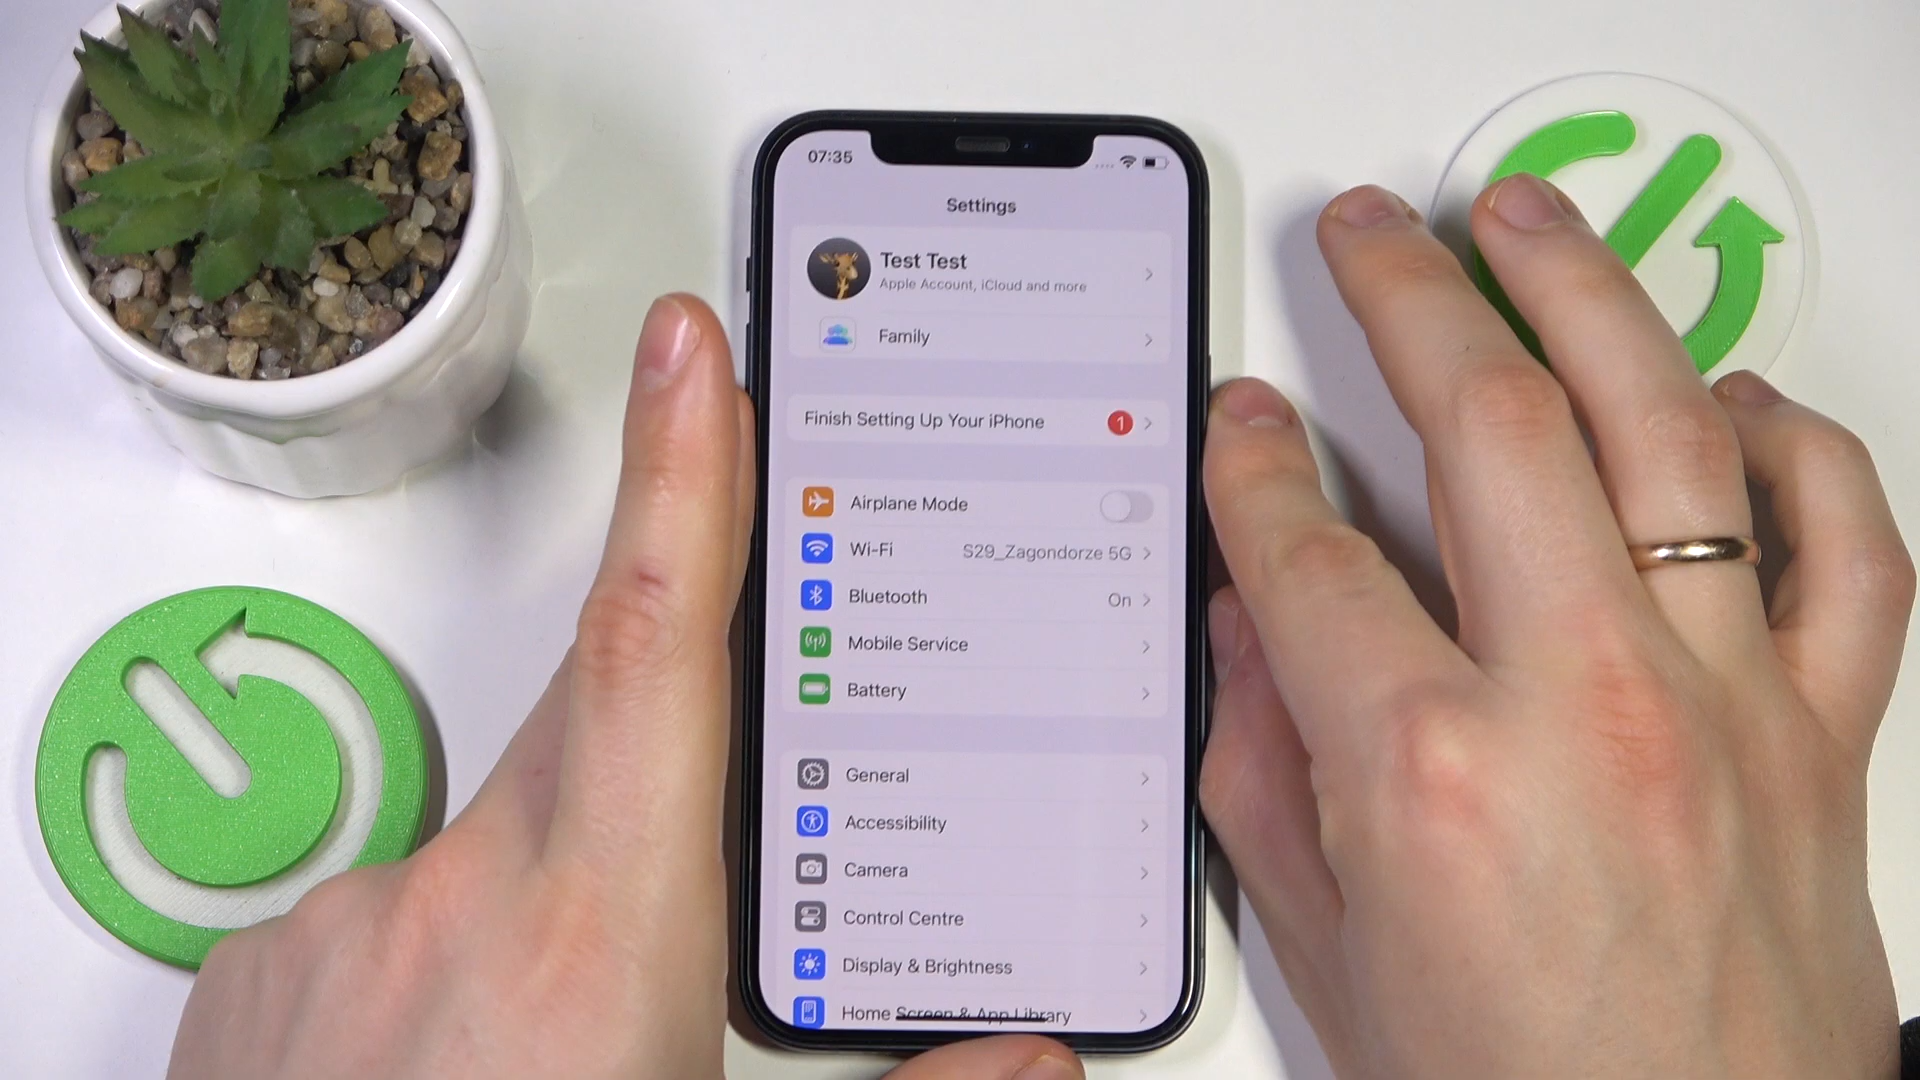 07:35
Settings
Test Test
Apple Account, iCloud and more
Family
Finish Setting Up Your iPhone 1
Airplane Mode
Wi-Fi S29_Zagondorze 5G
Bluetooth On
Mobile Service
Battery
General
Accessibility
Camera
Control Centre
Display & Brightness
Home Screen & App Library